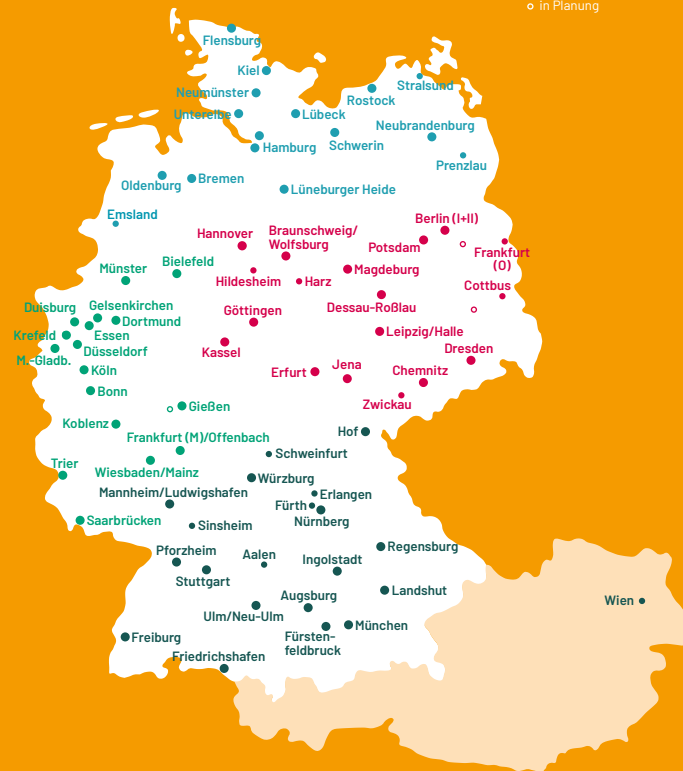 in Planung
Flensburg
Kiel
Neumünster
Stralsund
Rostock
Unterelbe
Lübeck
Neubrandenburg
Hamburg
Schwerin
Prenzlau
Oldenburg
Bremen
Lüneburger Heide
Emsland
Berlin (I+II)
Hannover
Braunschweig/
Wolfsburg
Potsdam
Frankfurt
(O)
Bielefeld
Münster
Magdeburg
Hildesheim
Harz
Cottbus
Duisburg
Gelsenkirchen
Dessau-Roßlau
Göttingen
Dortmund
Krefeld
Essen
Leipzig/Halle
Düsseldorf
Kassel
Dresden
M.-Gladb.
Jena
Köln
Erfurt
Chemnitz
Bonn
Zwickau
Gießen
Koblenz
Hof
Frankfurt (M)/Offenbach
Schweinfurt
Trier
Wiesbaden/Mainz
Würzburg
Mannheim/Ludwigshafen
Erlangen
Fürth
Nürnberg
Saarbrücken
Sinsheim
Pforzheim
Aalen
Ingolstadt
Regensburg
Stuttgart
Landshut
Augsburg
Wien
Ulm/Neu-Ulm
München
Freiburg
Fürsten-
feldbruck
Friedrichshafen